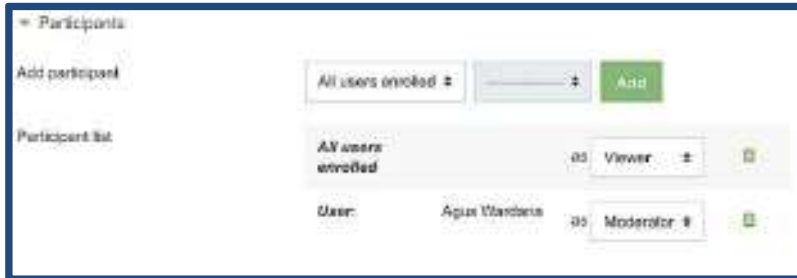 Participants
Add participant
All users enrolled
Add
Participant list
All users
enrolled
as Viewer
User: Agus Wardana
as Moderator